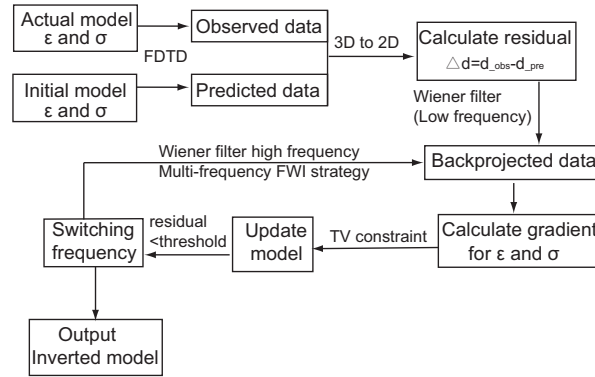 Actual model
ε and σ
Observed data
FDTD
3D to 2D
Initial model
ε and σ
Predicted data
Calculate residual
△d=d_obs-d_pre
Wiener filter
(Low frequency)
Wiener filter high frequency
Multi-frequency FWI strategy
Backprojected data
Calculate gradient
for ε and σ
TV constraint
Update
model
residual
<threshold
Switching
frequency
Output
Inverted model